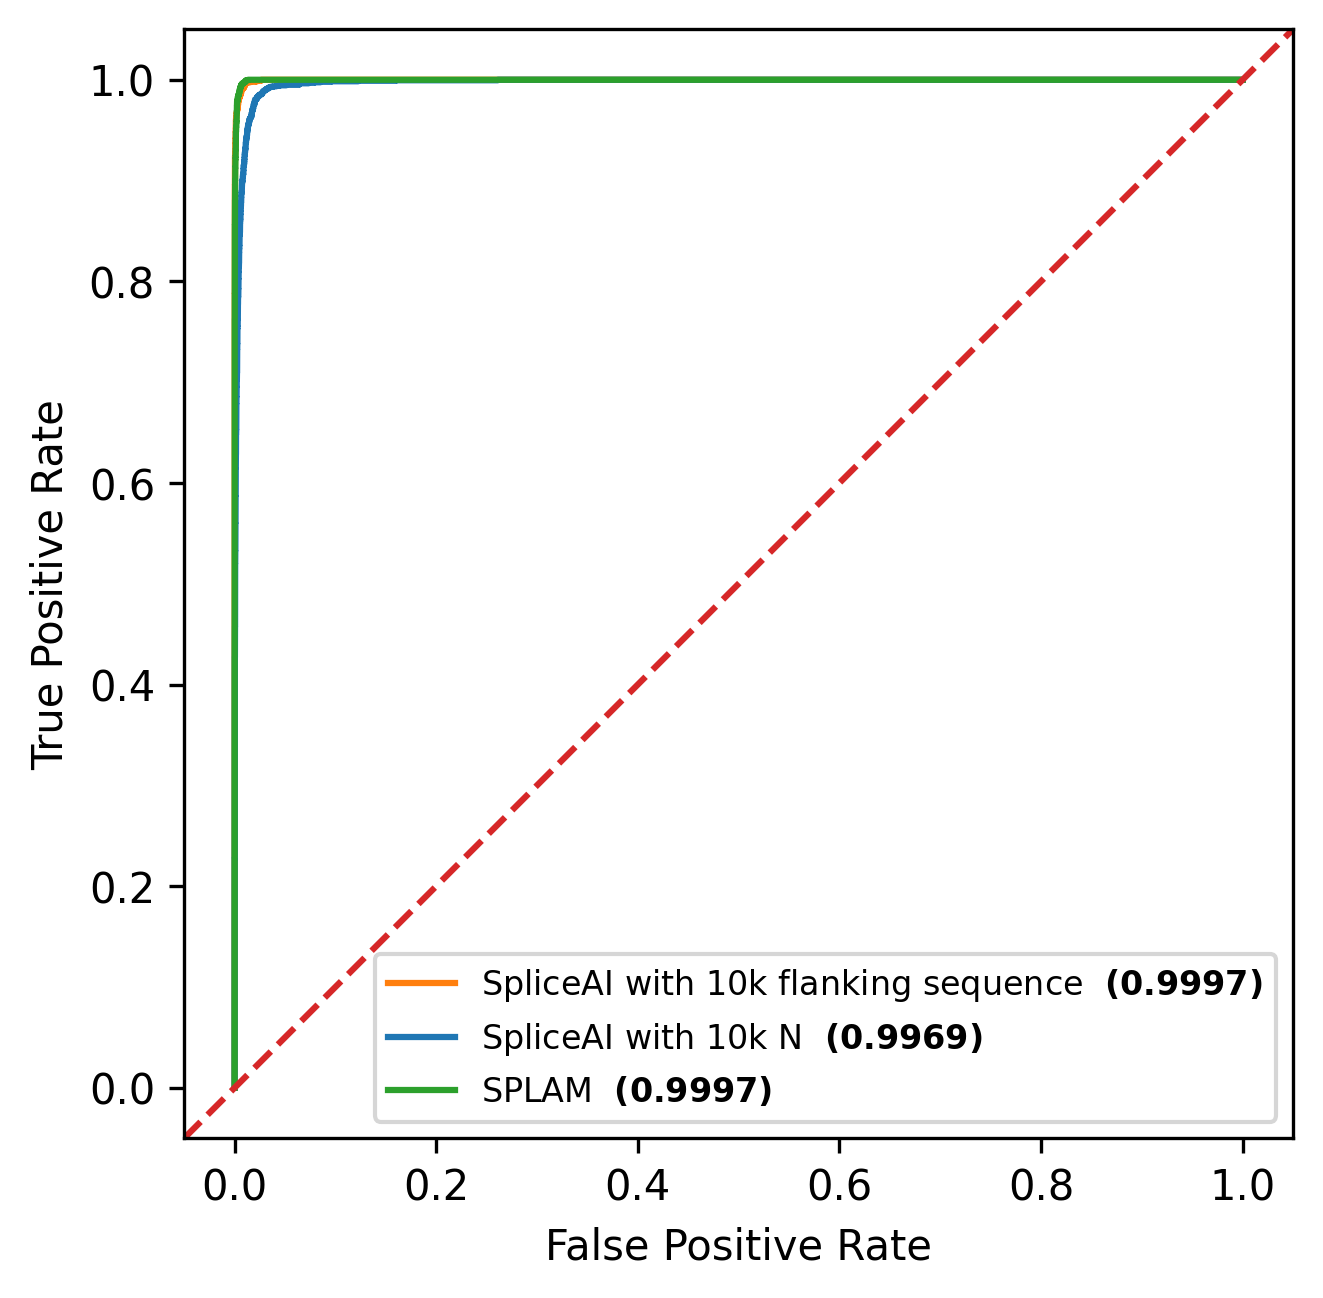 1.0
0.8
0.6
0.4
0.2
0.0
True Positive Rate
SpliceAI with 10k flanking sequence (0.9997)
SpliceAI with 10k N (0.9969)
SPLAM (0.9997)
0.0 0.2 0.4 0.6 0.8 1.0
False Positive Rate